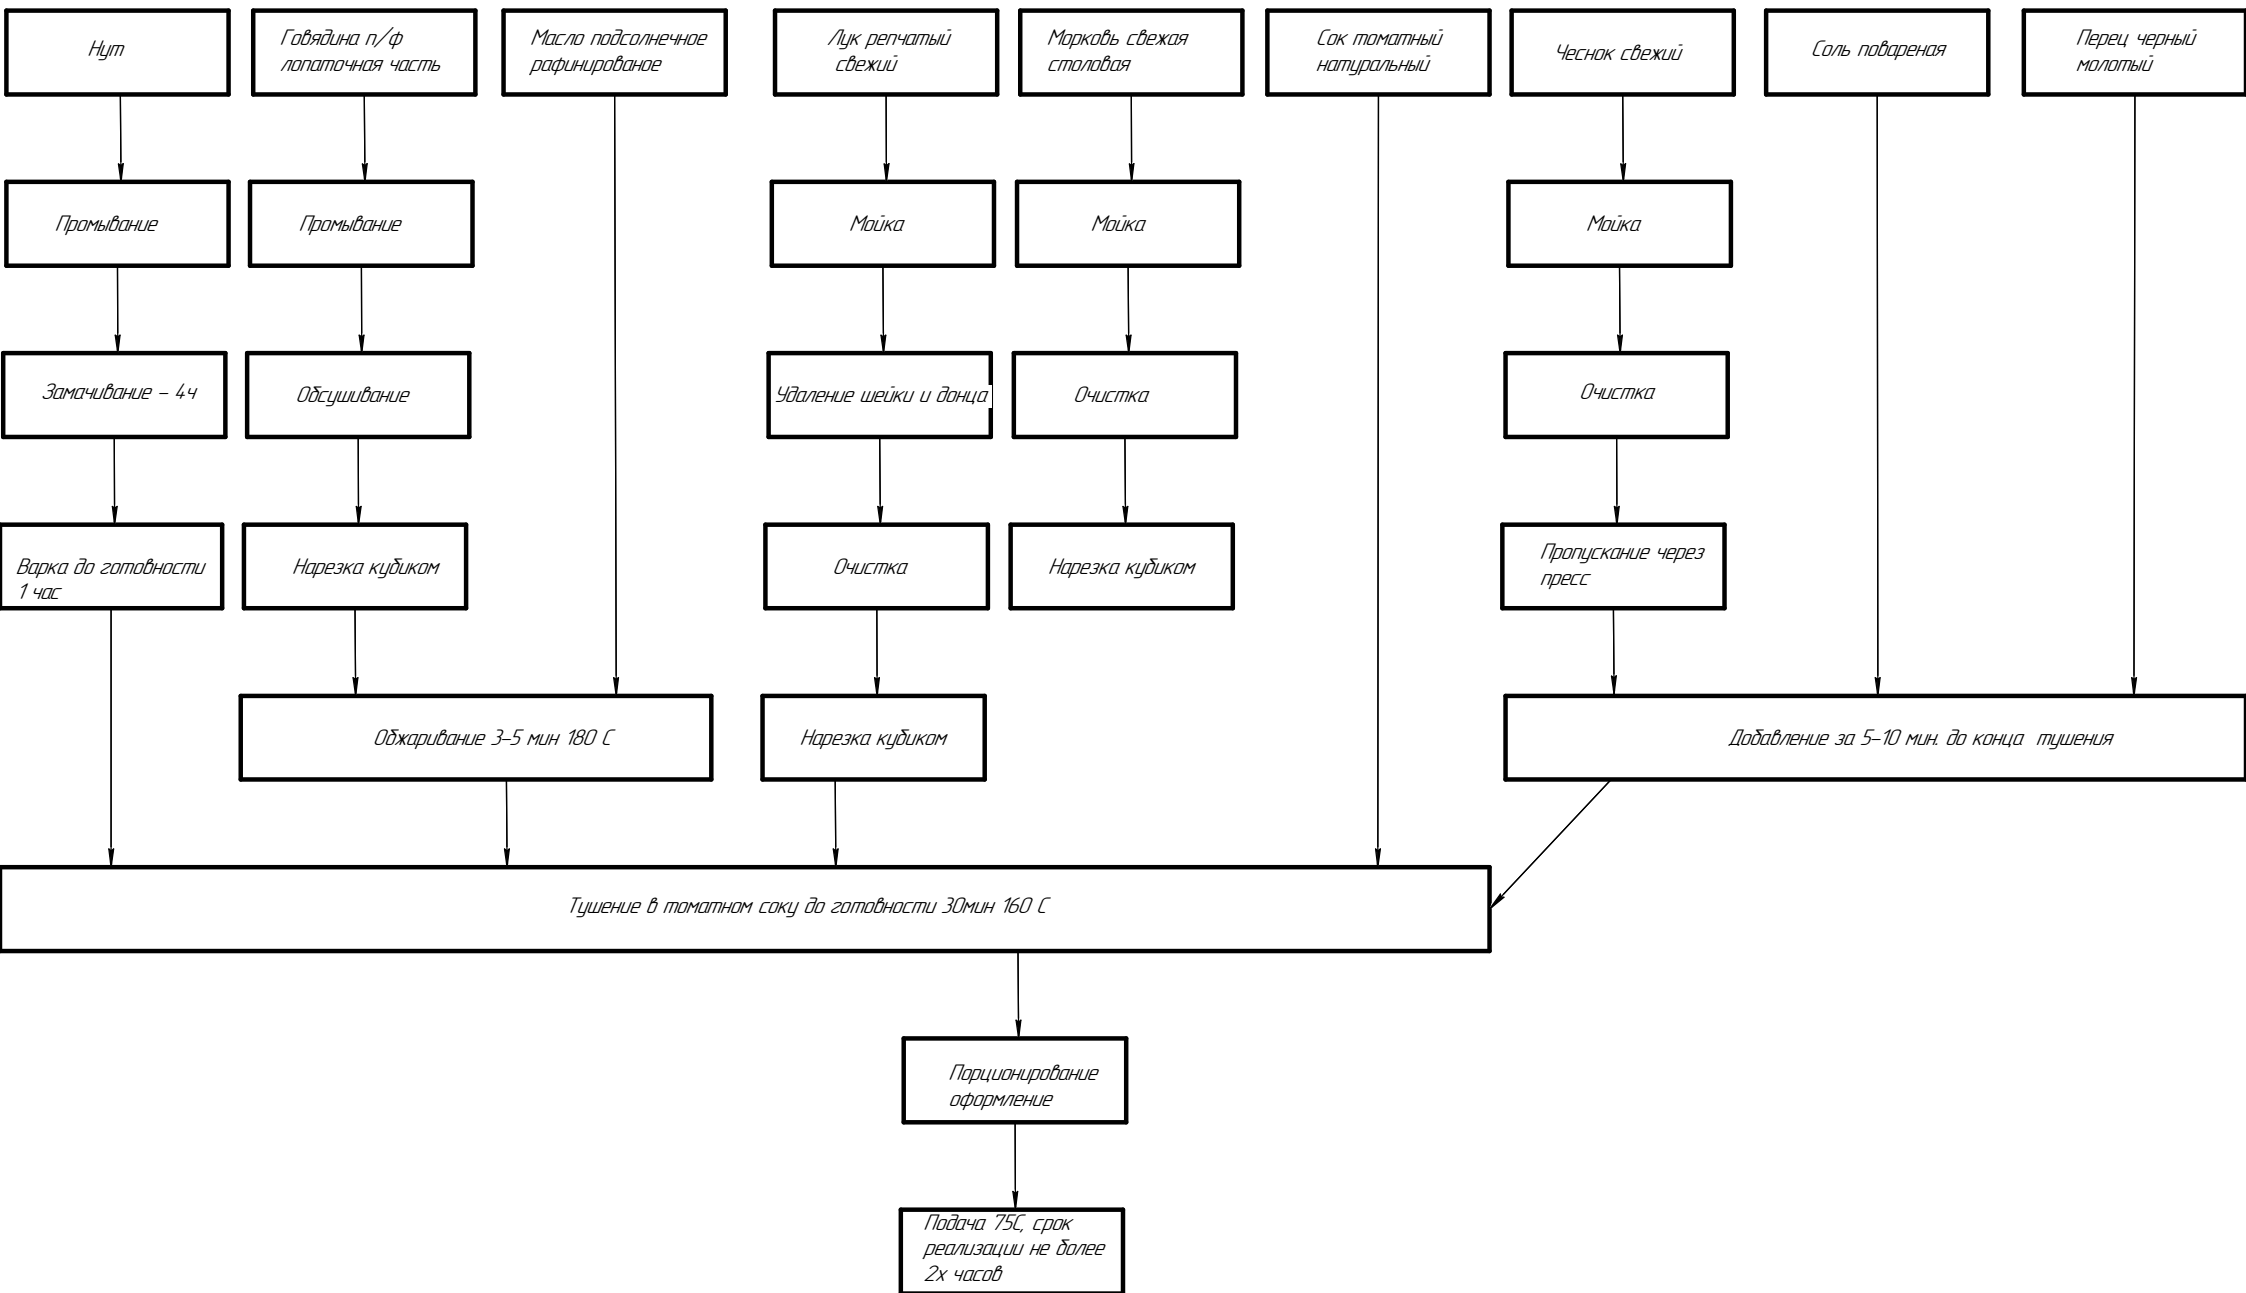 Нут
Говядина п/ф
лопаточная часть
Масло подсолнечное
рафинированое
Лук репчатый
свежий
Морковь свежая
столовая
Сок томатный
натуральный
Чеснок свежий
Соль повареная
Перец черный
молотый
Промывание
Промывание
Мойка
Мойка
Мойка
Замачивание – 4ч
Обсушивание
Удаление шейки и донца
Очистка
Очистка
Варка до готовности
1 час
Нарезка кубиком
Очистка
Нарезка кубиком
Пропускание через
пресс
Обжаривание 3–5 мин 180 С
Нарезка кубиком
Добавление за 5–10 мин. до конца тушения
Тушение в томатном соку до готовности 30мин 160 С
Порционирование
оформление
Подача 75С, срок
реализации не более
2х часов